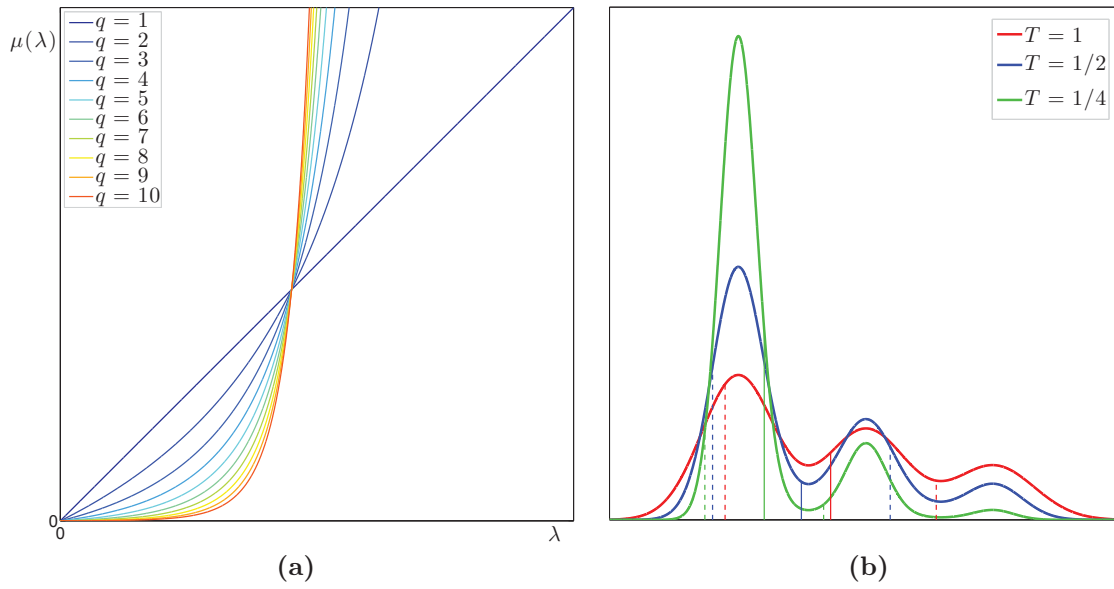 μ(λ)
q = 1
q = 2
q = 3
q = 4
q = 5
q = 6
q = 7
q = 8
q = 9
q = 10
0
0
λ
(a)
T = 1
T = 1/2
T = 1/4
(b)